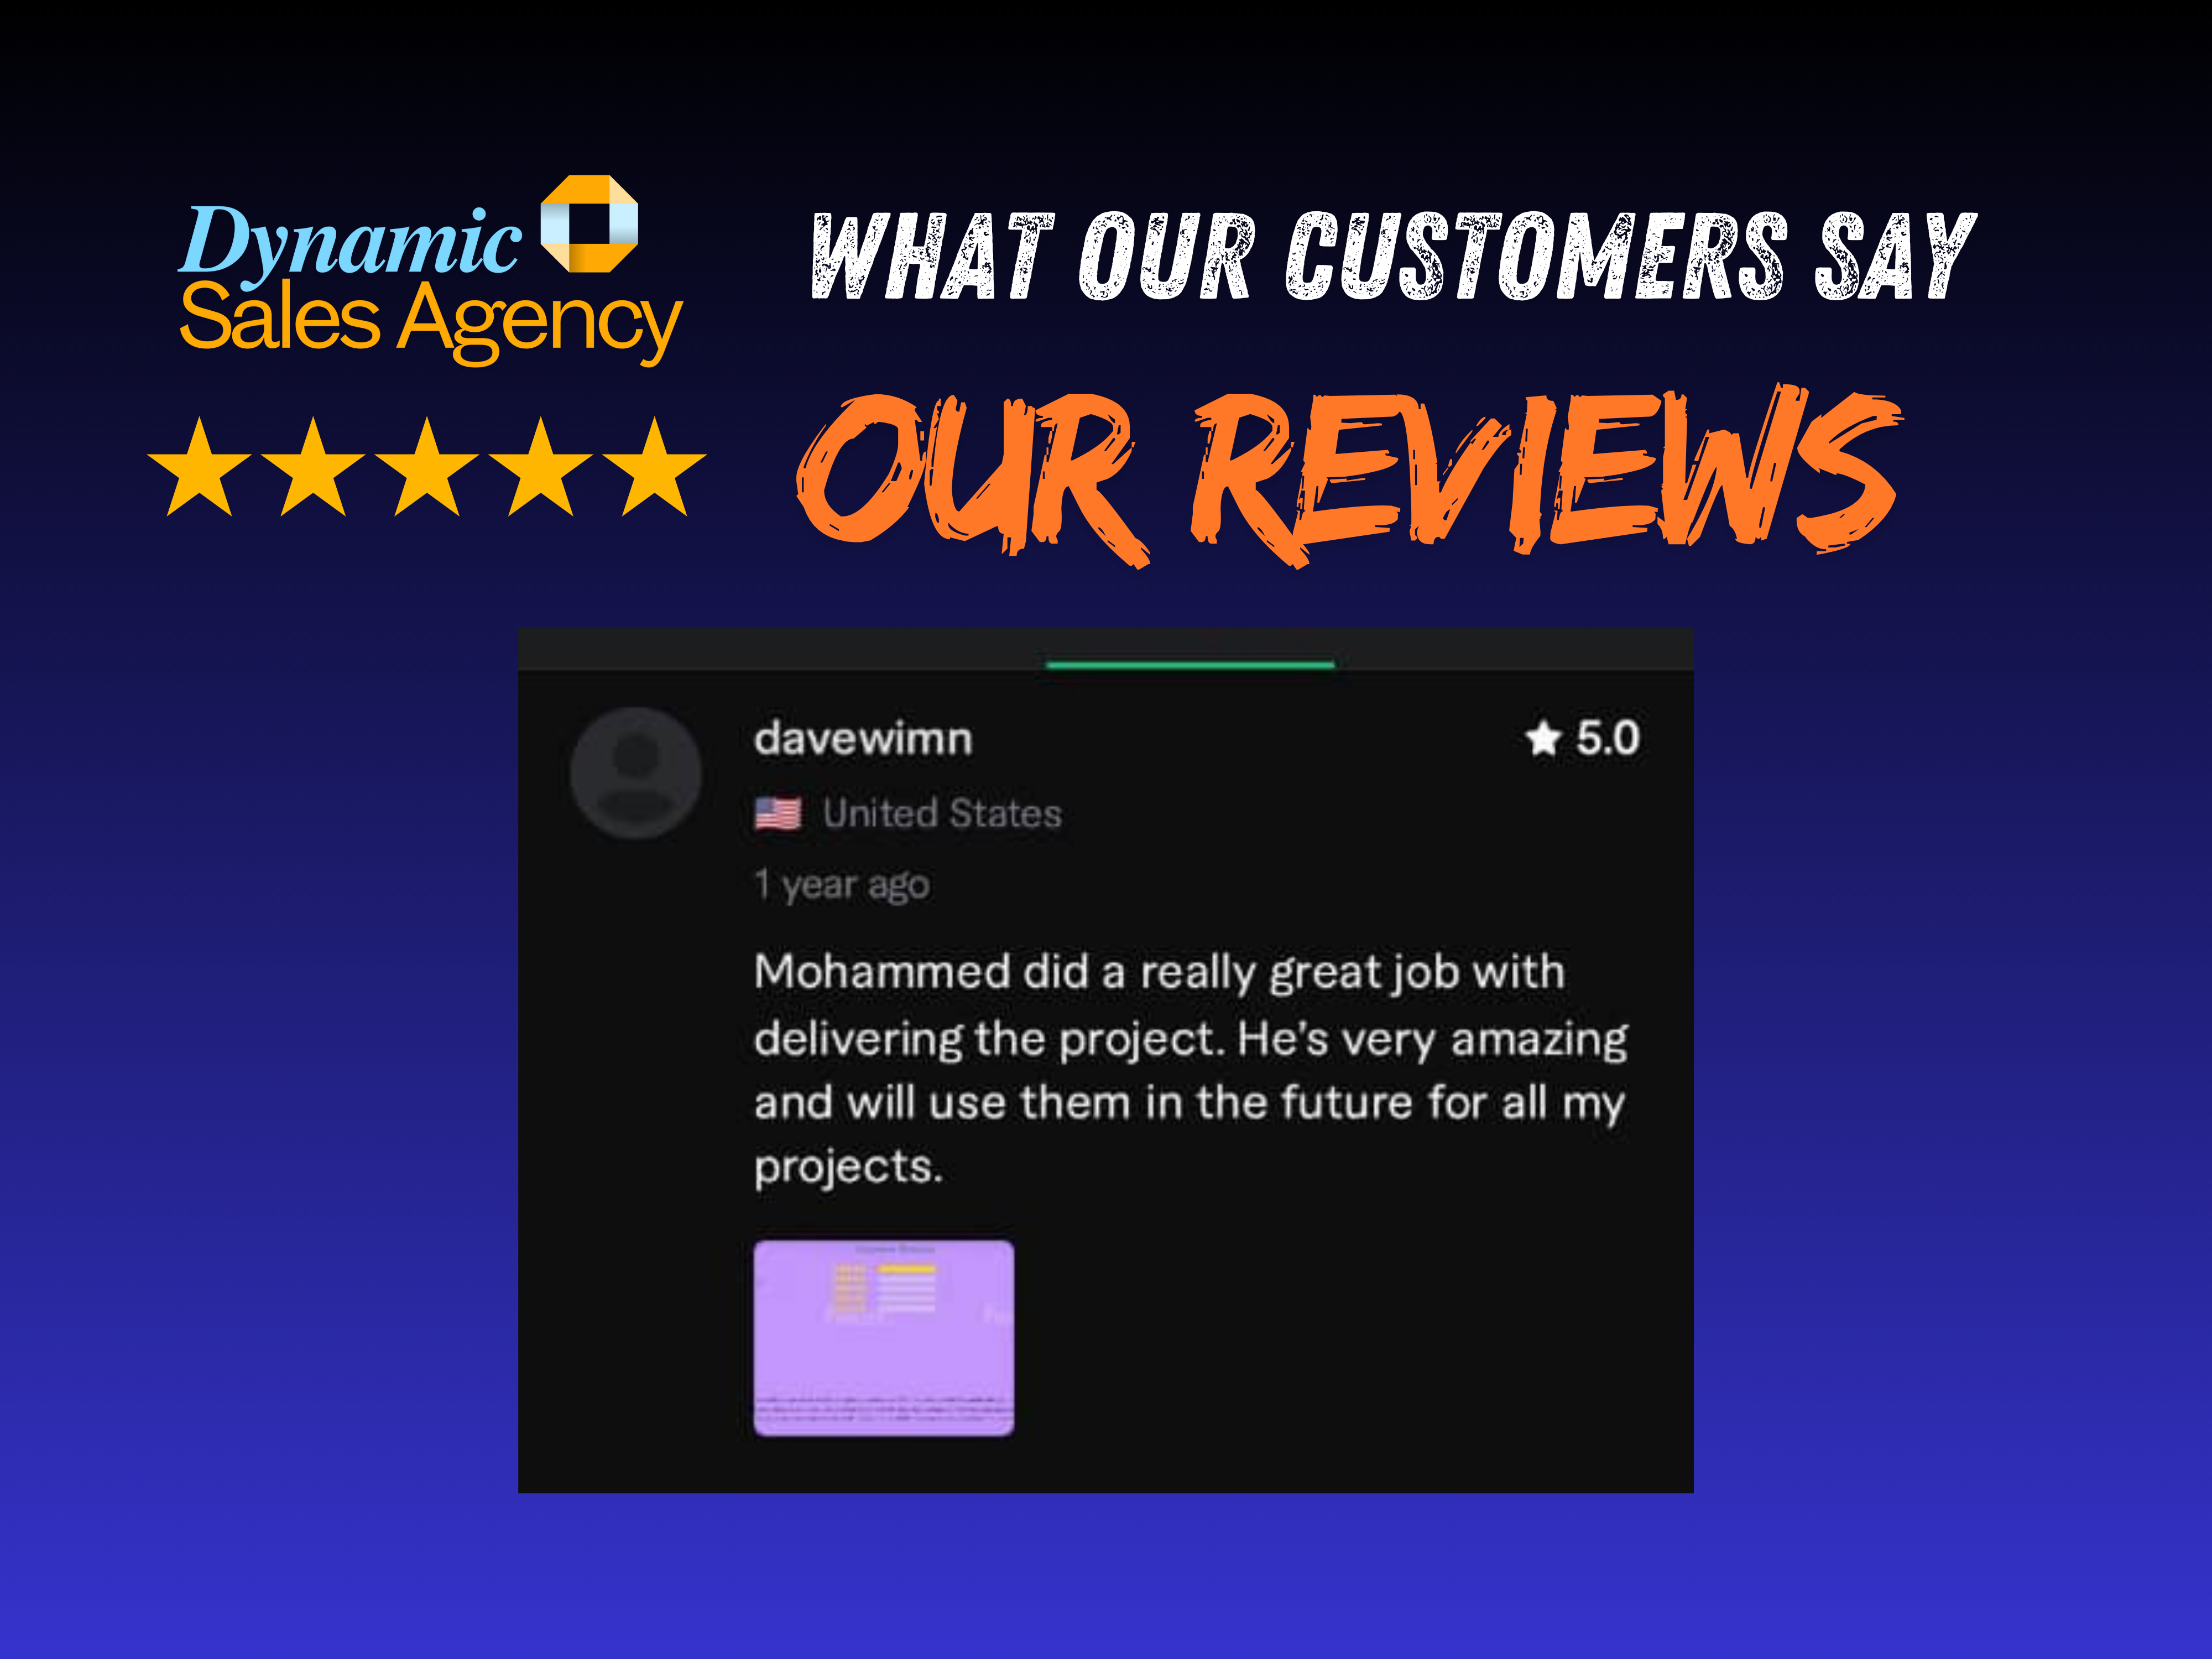 Dynamic
Sales Agency
WHAT OUR CUSTOMERS SAY
OUR REVIEWS
davewimn
5.0
United States
1 year ago
Mohammed did a really great job with
delivering the project. He's very amazing
and will use them in the future for all my
projects.